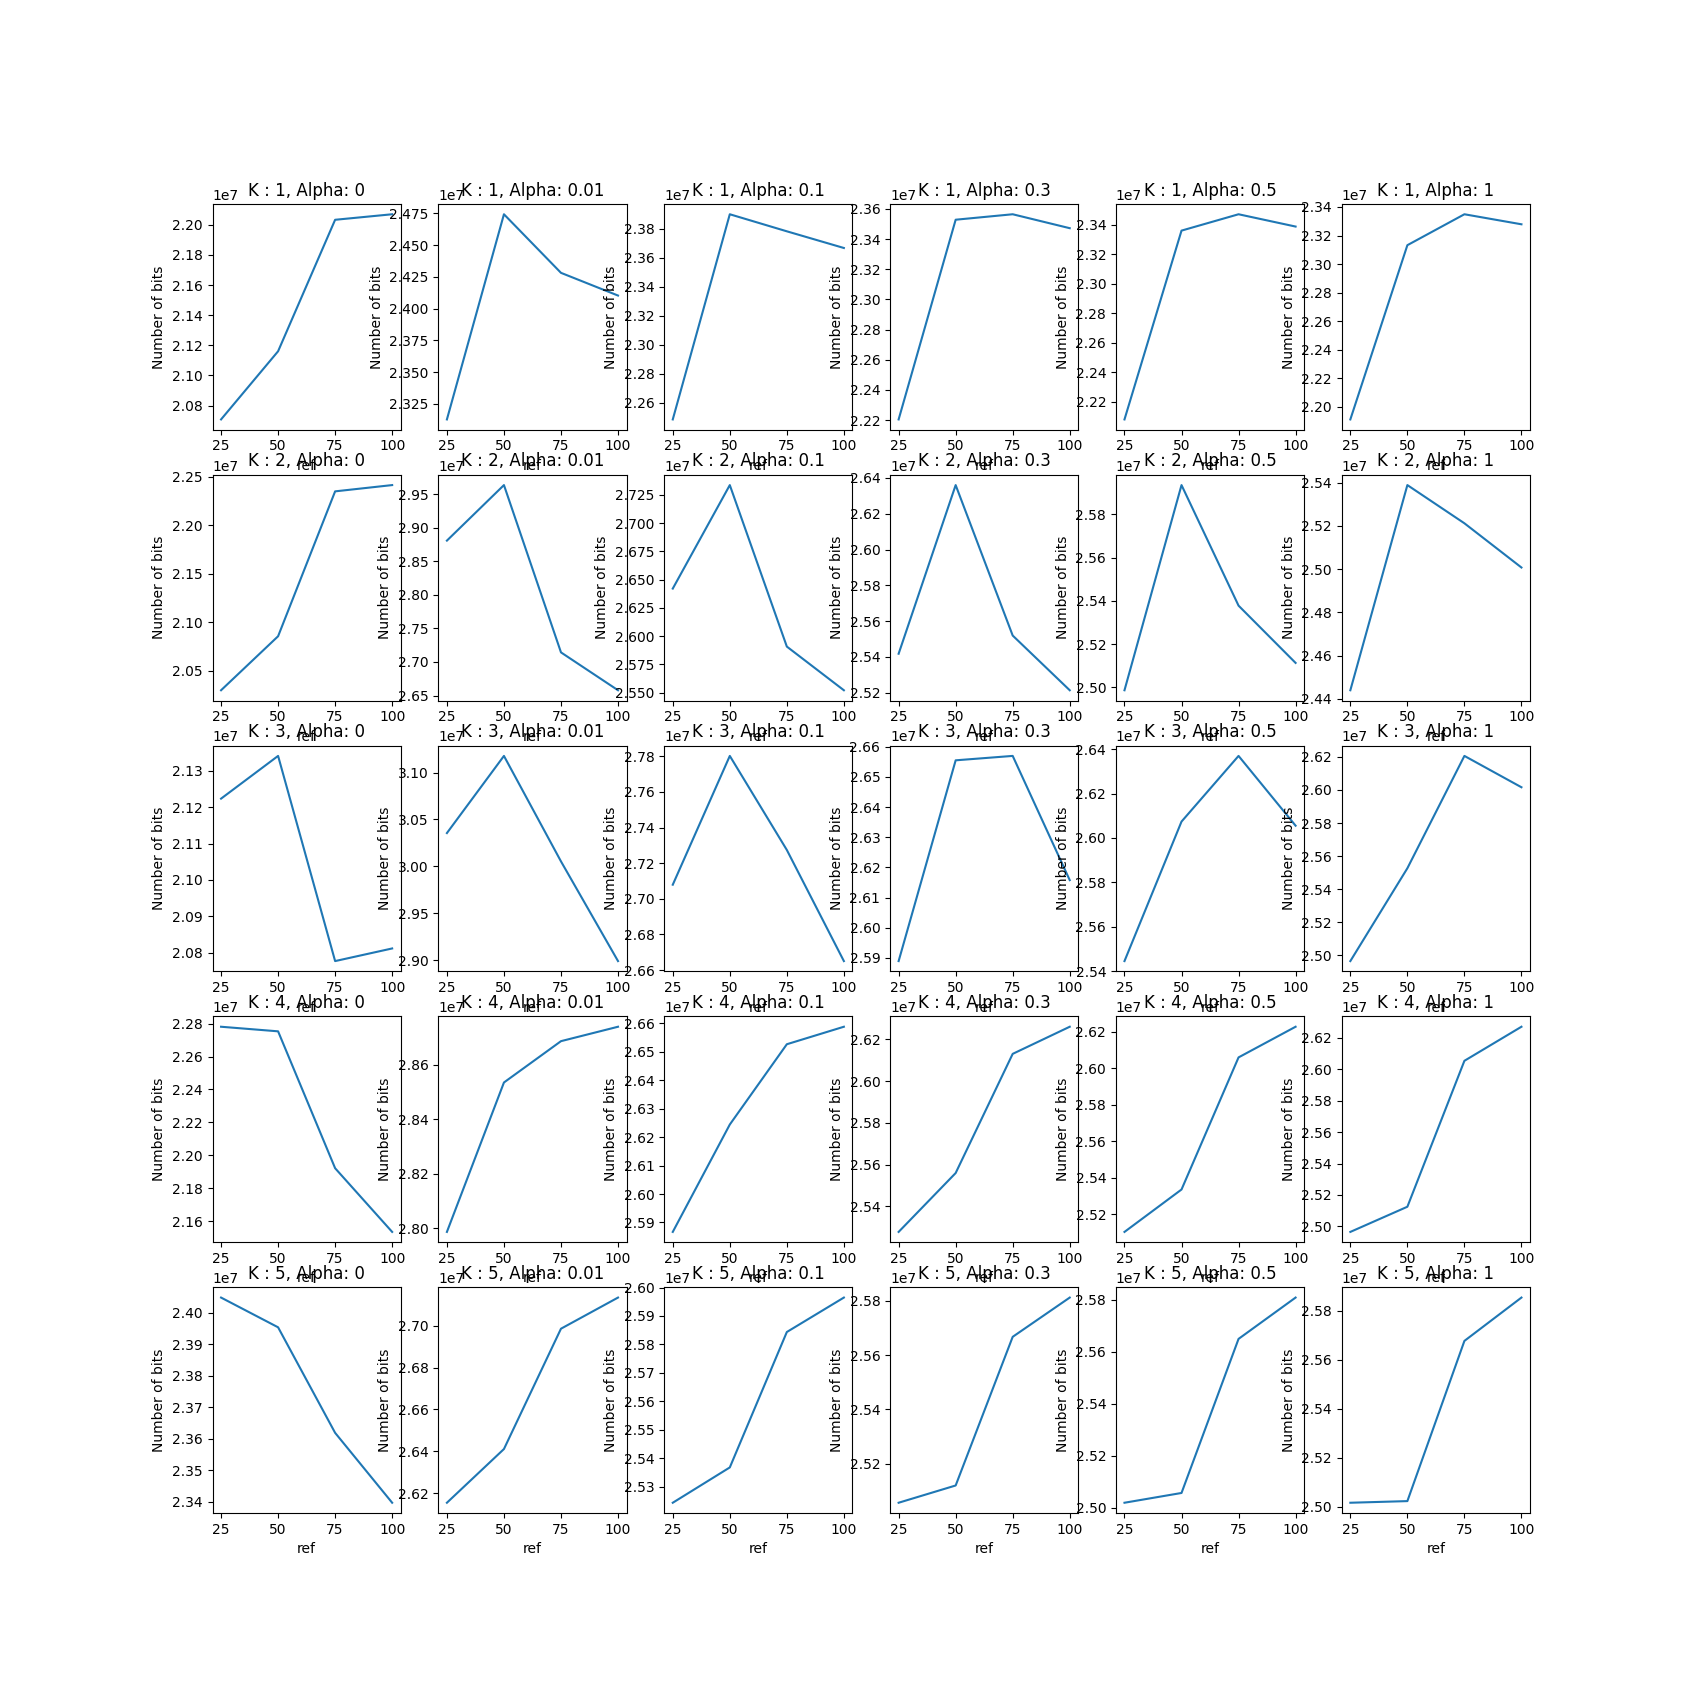 1e7 K : 1, Alpha: 0
2.20
2.18
2.16
2.14
2.12
2.10
2.08
Number of bits
25 50 75 100
ref
1e7 K : 1, Alpha: 0.01
2.475
2.450
2.425
2.400
2.375
2.350
2.325
Number of bits
25 50 75 100
ref
1e7 K : 1, Alpha: 0.1
2.38
2.36
2.34
2.32
2.30
2.28
2.26
Number of bits
25 50 75 100
ref
1e7 K : 1, Alpha: 0.3
2.36
2.34
2.32
2.30
2.28
2.26
2.24
2.22
Number of bits
25 50 75 100
ref
1e7 K : 1, Alpha: 0.5
2.34
2.32
2.30
2.28
2.26
2.24
2.22
Number of bits
25 50 75 100
ref
1e7 K : 1, Alpha: 1
2.34
2.32
2.30
2.28
2.26
2.24
2.22
2.20
Number of bits
25 50 75 100
ref
1e7 K : 2, Alpha: 0
2.25
2.20
2.15
2.10
2.05
Number of bits
25 50 75 100
ref
1e7 K : 2, Alpha: 0.01
2.95
2.90
2.85
2.80
2.75
2.70
2.65
Number of bits
25 50 75 100
ref
1e7 K : 2, Alpha: 0.1
2.725
2.700
2.675
2.650
2.625
2.600
2.575
2.550
Number of bits
25 50 75 100
ref
1e7 K : 2, Alpha: 0.3
2.64
2.62
2.60
2.58
2.56
2.54
2.52
Number of bits
25 50 75 100
ref
1e7 K : 2, Alpha: 0.5
2.58
2.56
2.54
2.52
2.50
Number of bits
25 50 75 100
ref
1e7 K : 2, Alpha: 1
2.54
2.52
2.50
2.48
2.46
2.44
Number of bits
25 50 75 100
ref
1e7 K : 3, Alpha: 0
2.13
2.12
2.11
2.10
2.09
2.08
Number of bits
25 50 75 100
ref
1e7 K : 3, Alpha: 0.01
3.10
3.05
3.00
2.95
2.90
Number of bits
25 50 75 100
ref
1e7 K : 3, Alpha: 0.1
2.78
2.76
2.74
2.72
2.70
2.68
2.66
Number of bits
25 50 75 100
ref
1e7 K : 3, Alpha: 0.3
2.66
2.65
2.64
2.63
2.62
2.61
2.60
2.59
Number of bits
25 50 75 100
ref
1e7 K : 3, Alpha: 0.5
2.64
2.62
2.60
2.58
2.56
2.54
Number of bits
25 50 75 100
ref
1e7 K : 3, Alpha: 1
2.62
2.60
2.58
2.56
2.54
2.52
2.50
Number of bits
25 50 75 100
ref
1e7 K : 4, Alpha: 0
2.28
2.26
2.24
2.22
2.20
2.18
2.16
Number of bits
25 50 75 100
ref
1e7 K : 4, Alpha: 0.01
2.86
2.84
2.82
2.80
Number of bits
25 50 75 100
ref
1e7 K : 4, Alpha: 0.1
2.66
2.65
2.64
2.63
2.62
2.61
2.60
2.59
Number of bits
25 50 75 100
ref
1e7 K : 4, Alpha: 0.3
2.62
2.60
2.58
2.56
2.54
Number of bits
25 50 75 100
ref
1e7 K : 4, Alpha: 0.5
2.62
2.60
2.58
2.56
2.54
2.52
Number of bits
25 50 75 100
ref
1e7 K : 4, Alpha: 1
2.62
2.60
2.58
2.56
2.54
2.52
2.50
Number of bits
25 50 75 100
ref
1e7 K : 5, Alpha: 0
2.40
2.39
2.38
2.37
2.36
2.35
2.34
Number of bits
25 50 75 100
ref
1e7 K : 5, Alpha: 0.01
2.70
2.68
2.66
2.64
2.62
Number of bits
25 50 75 100
ref
1e7 K : 5, Alpha: 0.1
2.60
2.59
2.58
2.57
2.56
2.55
2.54
2.53
Number of bits
25 50 75 100
ref
1e7 K : 5, Alpha: 0.3
2.58
2.56
2.54
2.52
Number of bits
25 50 75 100
ref
1e7 K : 5, Alpha: 0.5
2.58
2.56
2.54
2.52
2.50
Number of bits
25 50 75 100
ref
1e7 K : 5, Alpha: 1
2.58
2.56
2.54
2.52
2.50
Number of bits
25 50 75 100
ref